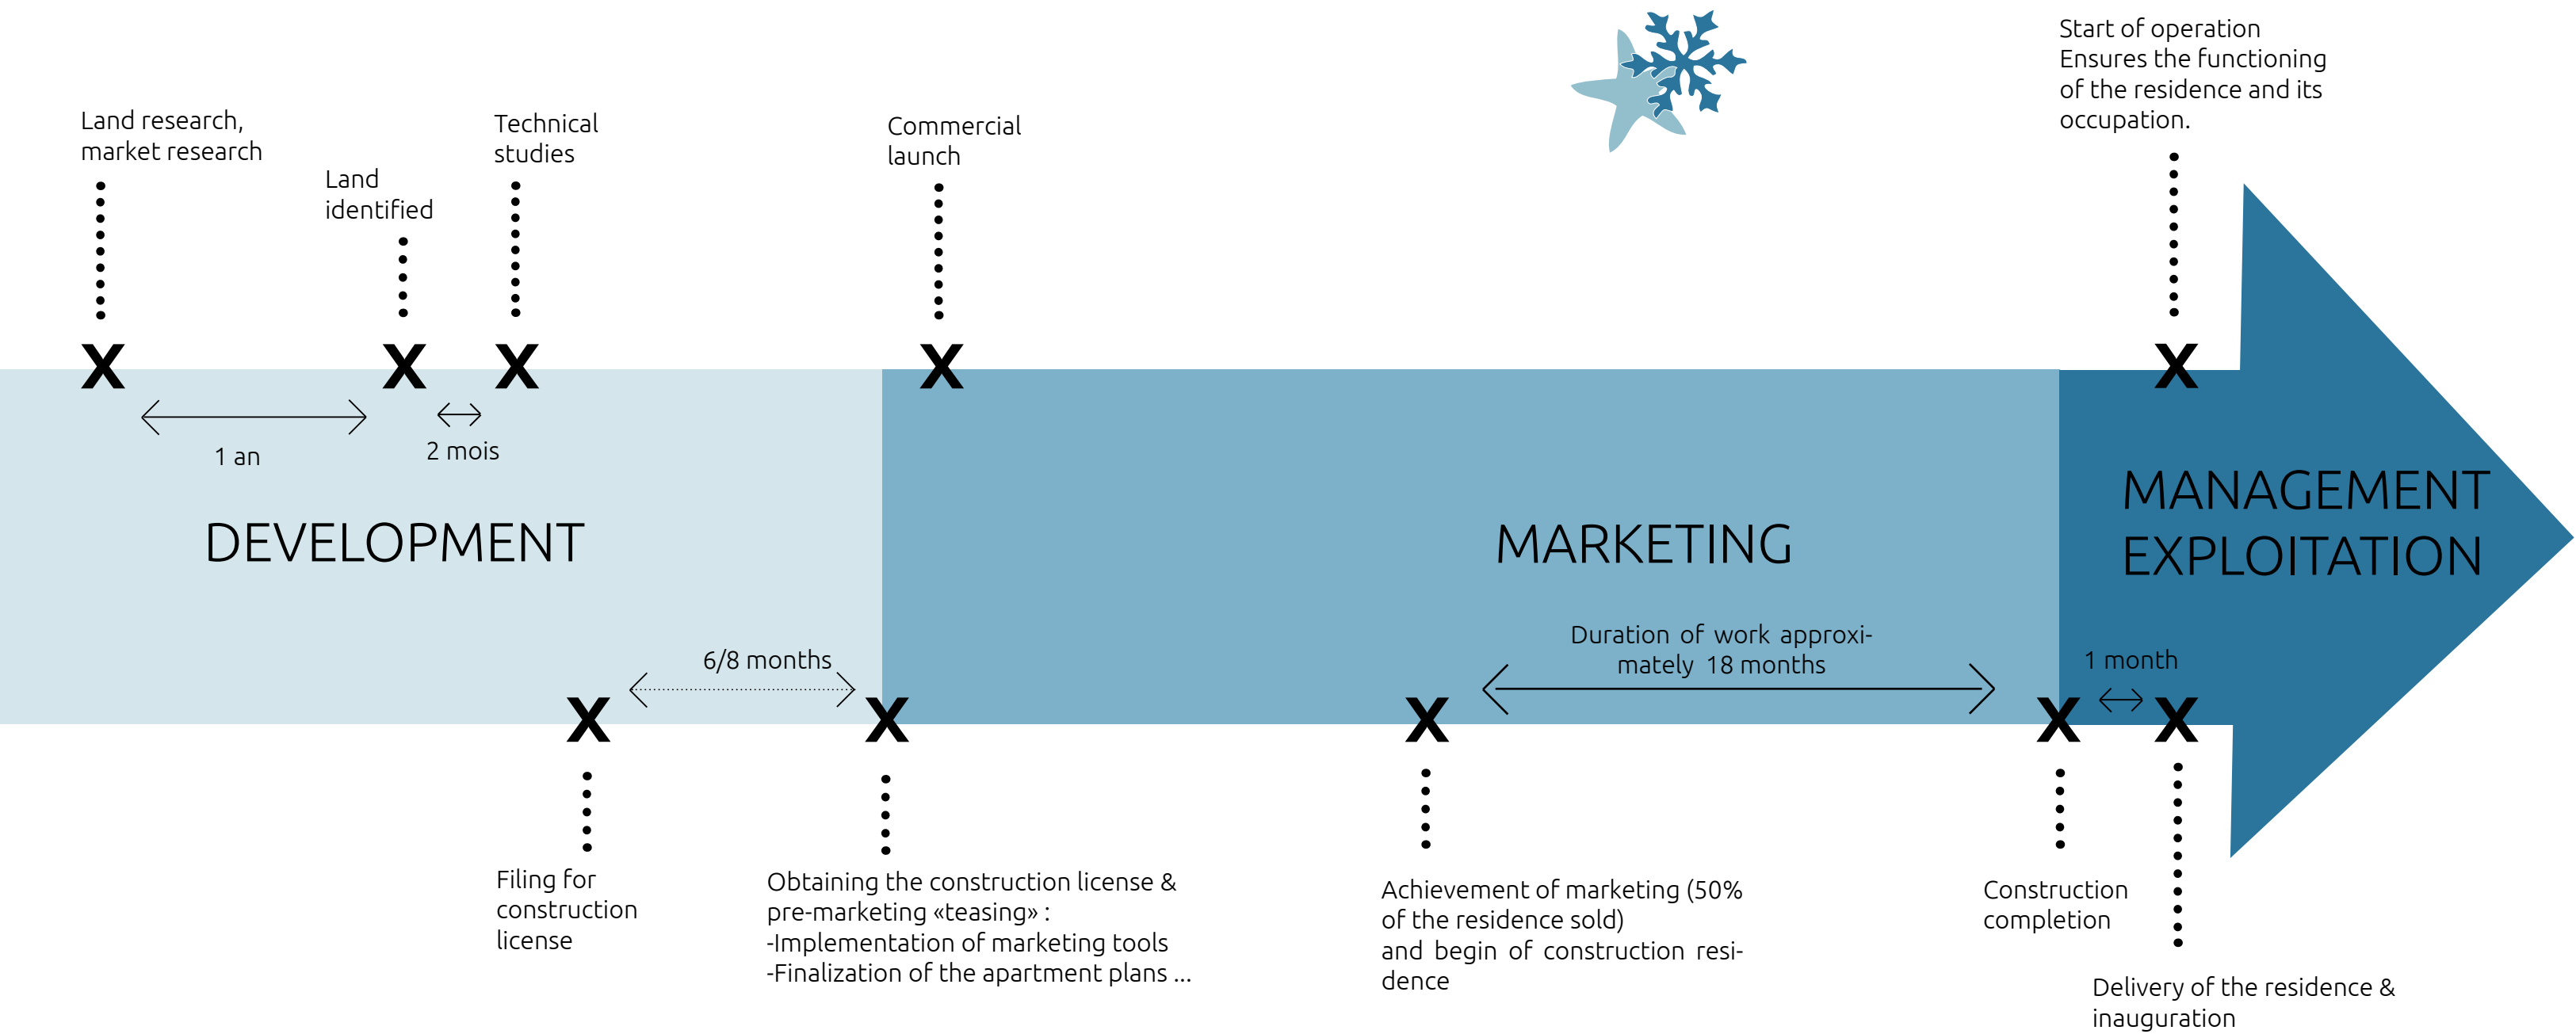 Land research,
market research
Land
identified
Technical
studies
Commercial
launch
Start of operation
Ensures the functioning
of the residence and its
occupation.
X
X
X
X
X
1 an
2 mois
DEVELOPMENT
MARKETING
MANAGEMENT
EXPLOITATION
6/8 months
Duration of work approxi-
mately 18 months
1 month
X
X
X
X
X
Filing for
construction
license
Obtaining the construction license &
pre-marketing «teasing» :
-Implementation of marketing tools
-Finalization of the apartment plans ...
Achievement of marketing (50%
of the residence sold)
and begin of construction resi-
dence
Construction
completion
Delivery of the residence &
inauguration